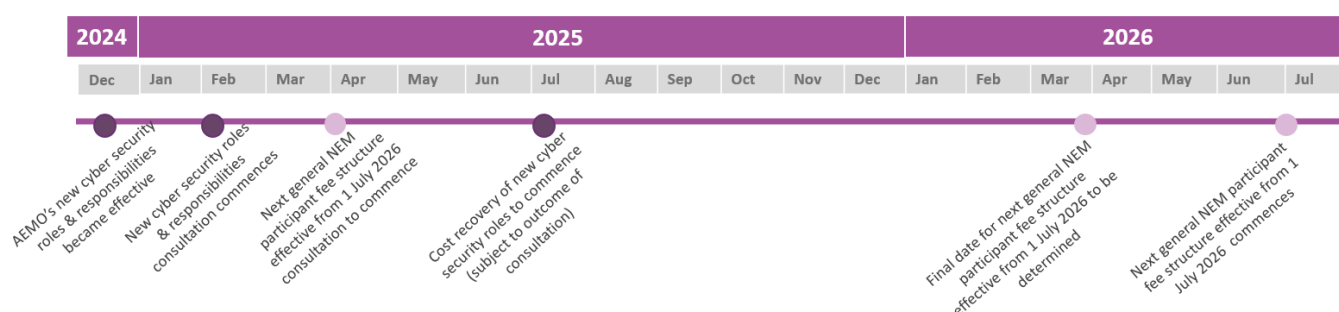 2024 2025 2026
Dec Jan Feb Mar Apr May Jun Jul Aug Sep Oct Nov Dec Jan Feb Mar Apr May Jun Jul
AEMO's new cyber security
roles & responsibilities
became effective
New cyber security roles
& responsibilities
consultation commences
Next general NEM
participant fee structure
effective from 1 July 2026
consultation to commence
Cost recovery of new cyber
security roles to commence
(subject to outcome of
consultation)
Final date for next general NEM
participant fee structure
effective from 1 July 2026 to be
determined
Next general NEM participant
fee structure effective from 1
July 2026 commences